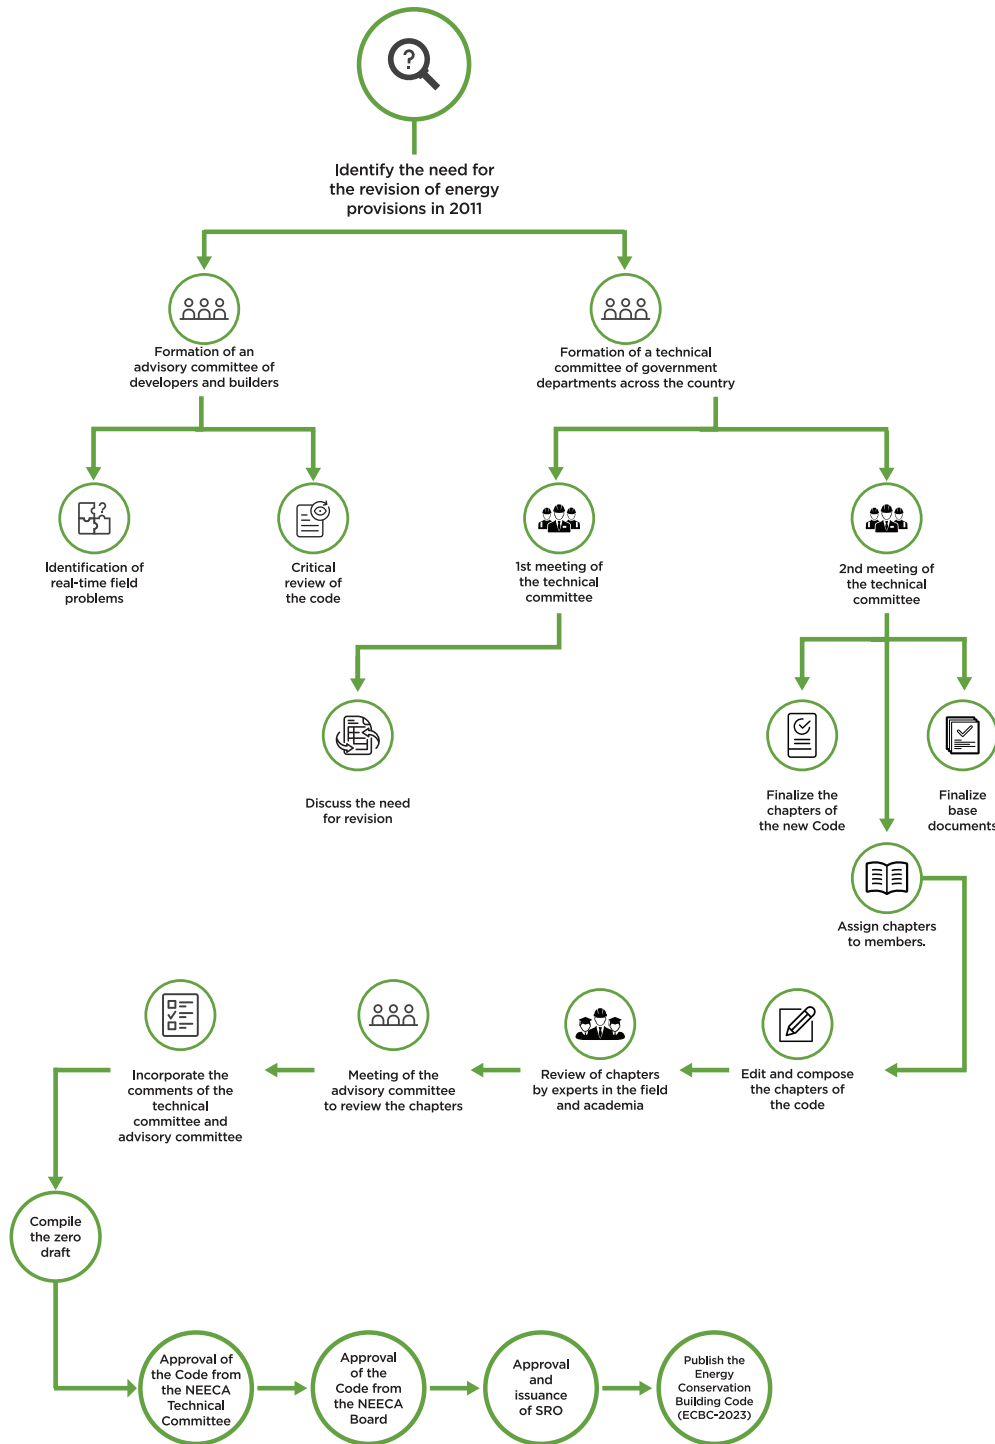 Identify the need for
the revision of energy
provisions in 2011
Formation of an
advisory committee of
developers and builders
Formation of a technical
committee of government
departments across the country
Identification of
real-time field
problems
Critical
review of
the code
1st meeting of
the technical
committee
2nd meeting of
the technical
committee
Discuss the need
for revision
Finalize the
chapters of
the new Code
Finalize
base
documents
Assign chapters
to members.
Edit and compose
the chapters of
the code
Review of chapters
by experts in the field
and academia
Meeting of the
advisory committee
to review the chapters
Incorporate the
comments of the
technical
committee and
advisory committee
Compile
the zero
draft
Approval of
the Code from
the NEECA
Technical
Committee
Approval
of the
Code from
the NEECA
Board
Approval
and
issuance
of SRO
Publish the
Energy
Conservation
Building Code
(ECBC-2023)